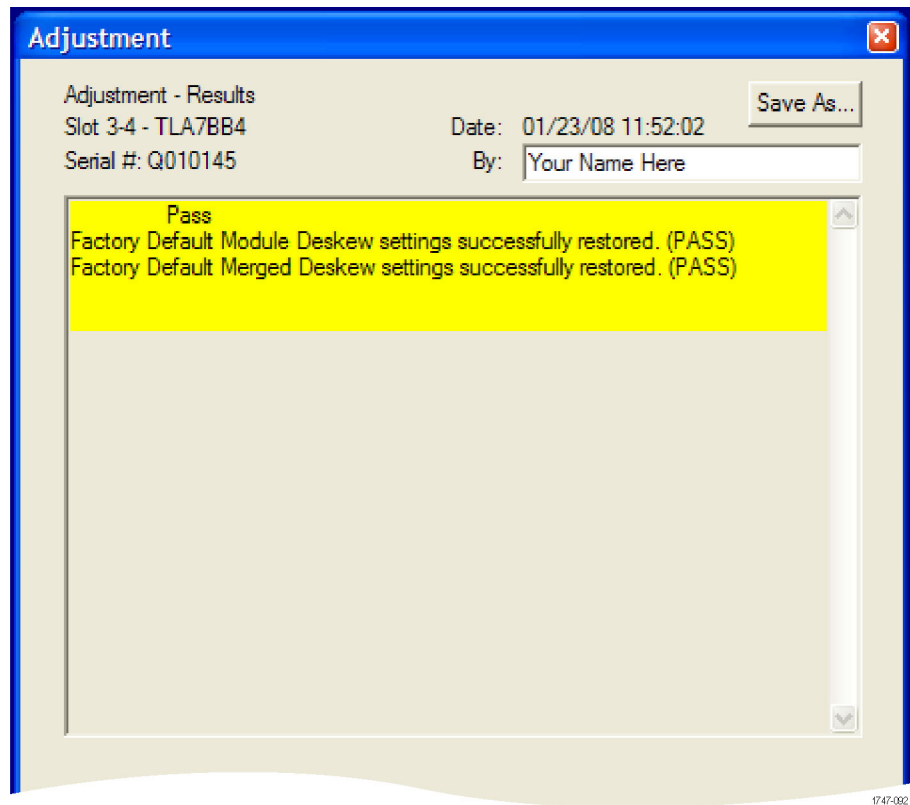 Adjustment
Adjustment - Results
Save As...
Slot 3-4 - TLA7BB4
Date: 01/23/08 11:52:02
Serial #: Q010145
By: Your Name Here
Pass
Factory Default Module Deskew settings successfully restored. (PASS)
Factory Default Merged Deskew settings successfully restored. (PASS)
1747-092